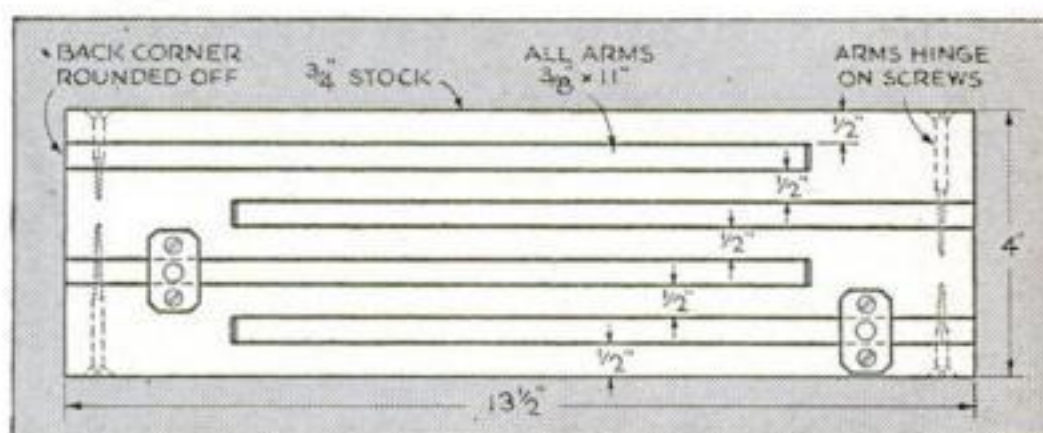 BACK CORNER
ROUNDED OFF
3/4" STOCK
ALL ARMS
3/8 × 11"
ARMS HINGE
ON SCREWS
1/2"
1/2"
1/2"
1/2"
1/2"
4"
13 1/2"